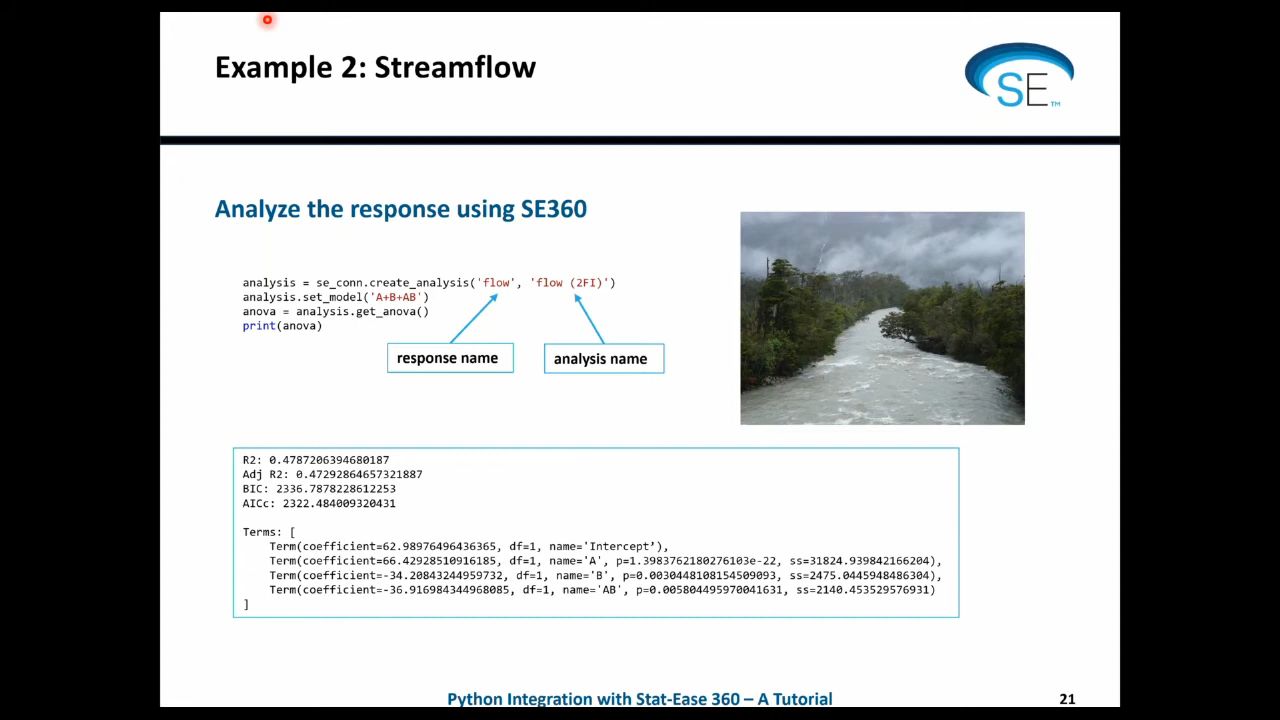 Example 2: Streamflow
SE™
Analyze the response using SE360
analysis = se_conn.create_analysis('flow', 'flow (2FI)')
analysis.set_model('A+B+AB')
anova = analysis.get_anova()
print(anova)
response name
analysis name
R2: 0.4787206394680187
Adj R2: 0.47292864657321887
BIC: 2336.7878228612253
AICc: 2322.484009320431
Terms: [
Term(coefficient=62.98976496436365, df=1, name='Intercept’),
Term(coefficient=66.42928510916185, df=1, name='A', p=1.3983762180276103e-22, ss=31824.939842166204),
Term(coefficient=-34.20843244959732, df=1, name='B', p=0.0030448108154509093, ss=2475.0445948486304),
Term(coefficient=-36.916984344968085, df=1, name='AB', p=0.005804495970041631, ss=2140.453529576931)
]
Python Integration with Stat-Ease 360 – A Tutorial
21